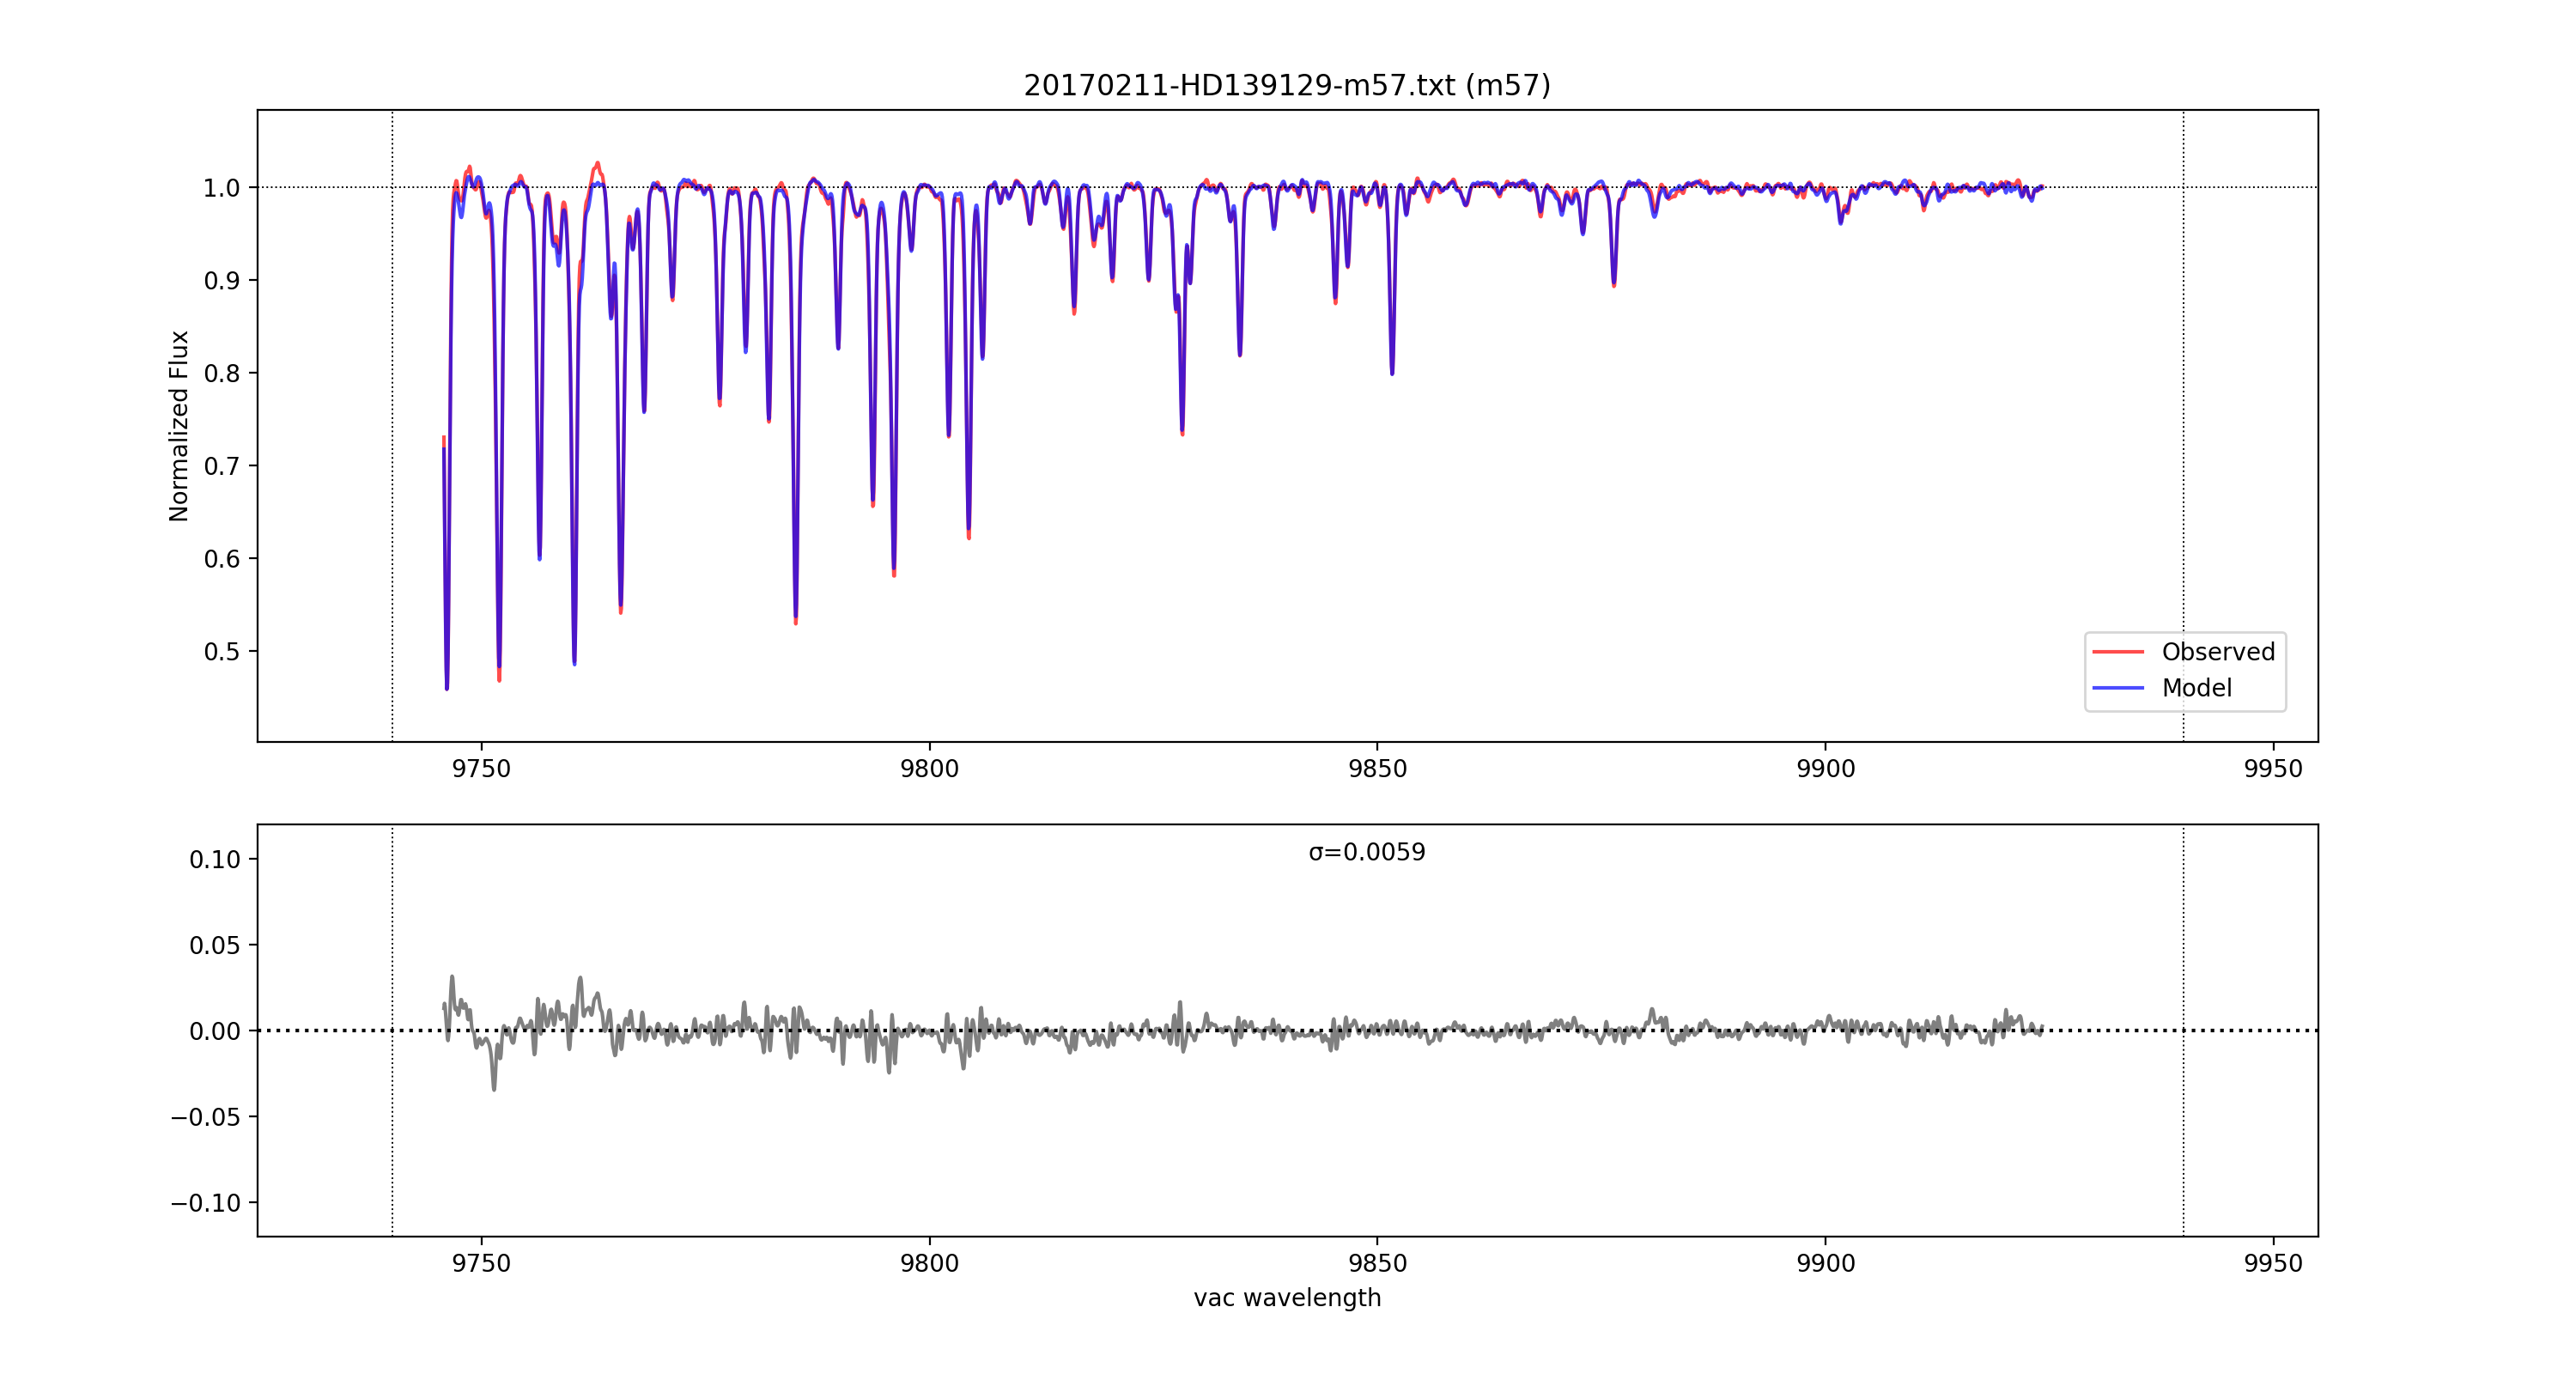 20170211-HD139129-m57.txt (m57)
Normalized Flux
1.0
0.9
0.8
0.7
0.6
0.5
Observed
Model
9750 9800 9850 9900 9950
σ=0.0059
0.10
0.05
0.00
−0.05
−0.10
9750 9800 9850 9900 9950
vac wavelength